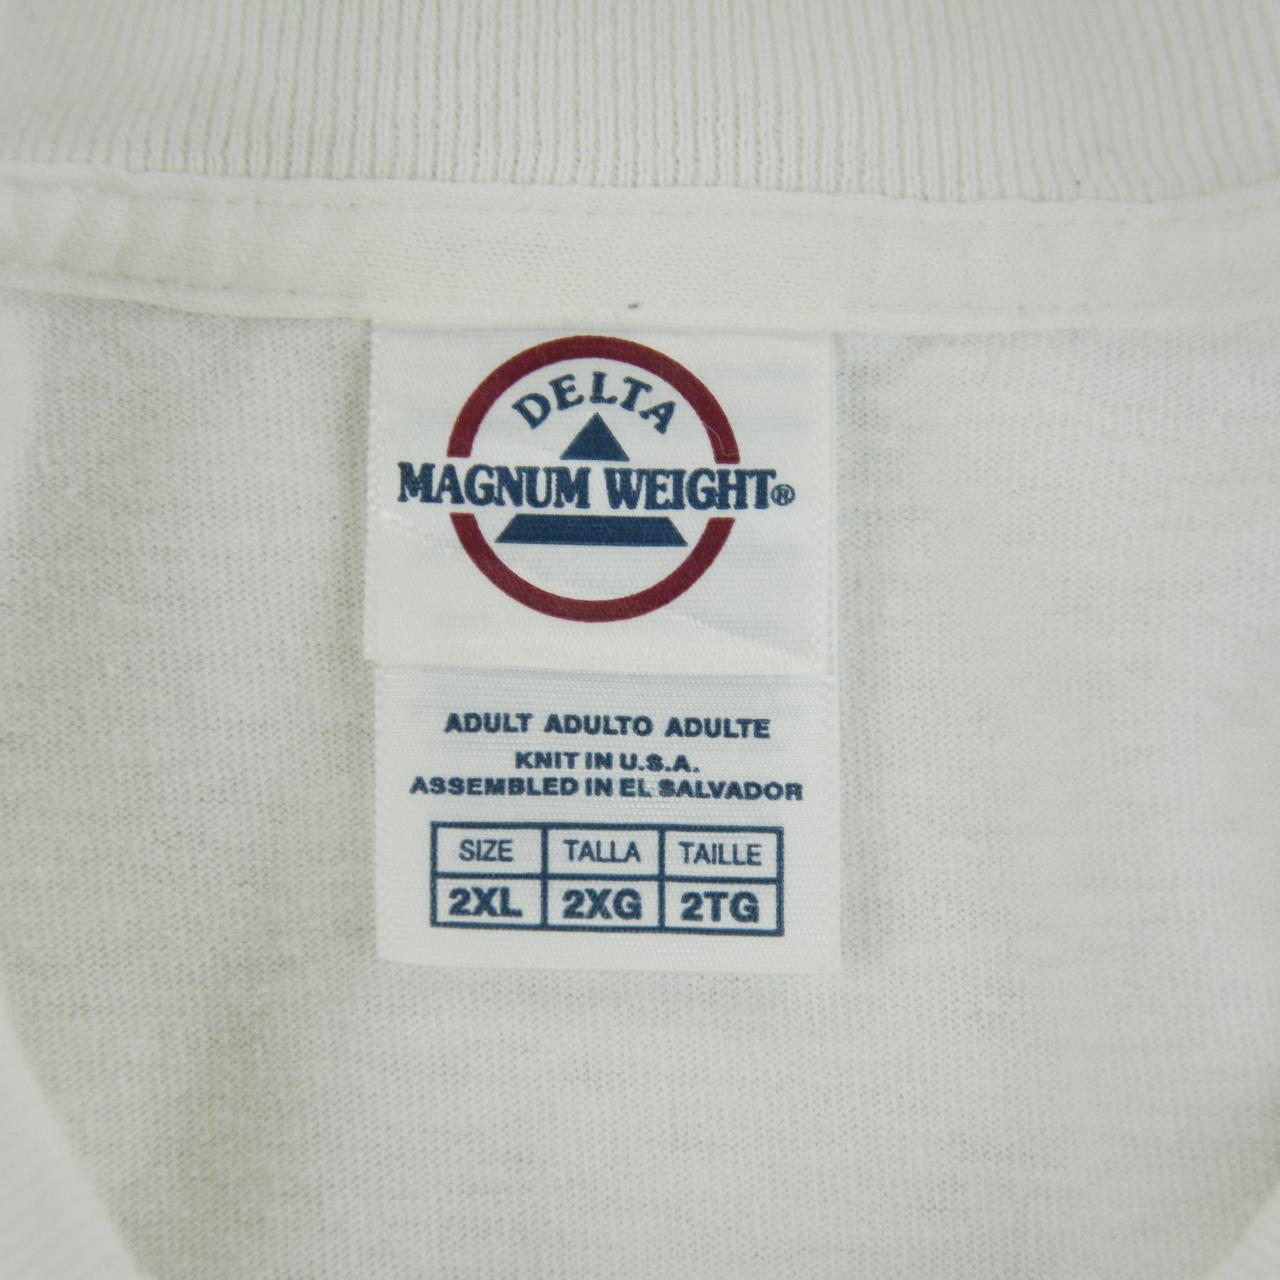 DELTA
MAGNUM WEIGHT®
ADULT ADULTO ADULTE
KNIT IN U.S.A.
ASSEMBLED IN EL SALVADOR
SIZE TALLA TAILLE
2XL 2XG 2TG